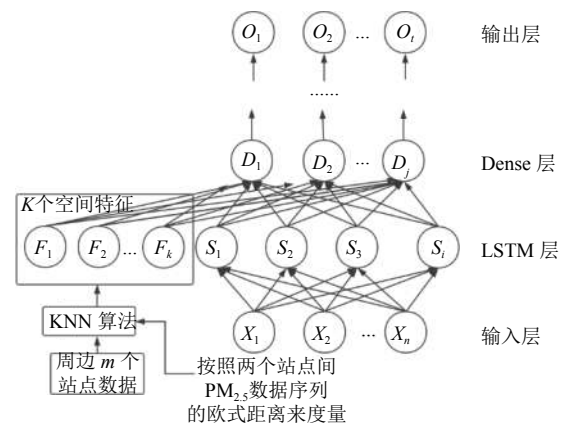 O1 O2 ... Ot 输出层
......
D1 D2 ... Dj Dense 层
K个空间特征
F1 F2 ... Fk S1 S2 S3 Si LSTM 层
KNN 算法 X1 X2 ... Xn 输入层
周边 m 个
站点数据
按照两个站点间
PM2.5数据序列
的欧式距离来度量